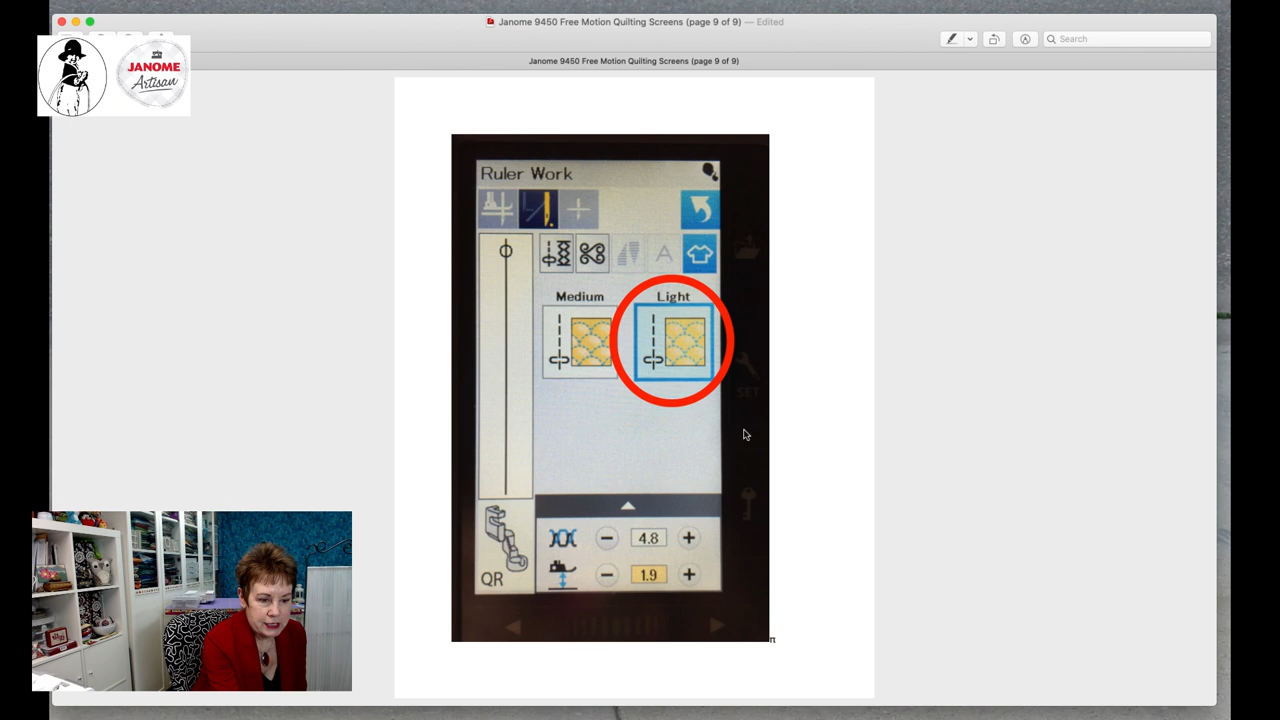 Janome 9450 Free Motion Quilting Screens (page 9 of 9) — Edited
Search
Janome 9450 Free Motion Quilting Screens (page 9 of 9)
JANOME
Artisan
Ruler Work
A
Medium
Light
SET
4.8
1.9
QR
π